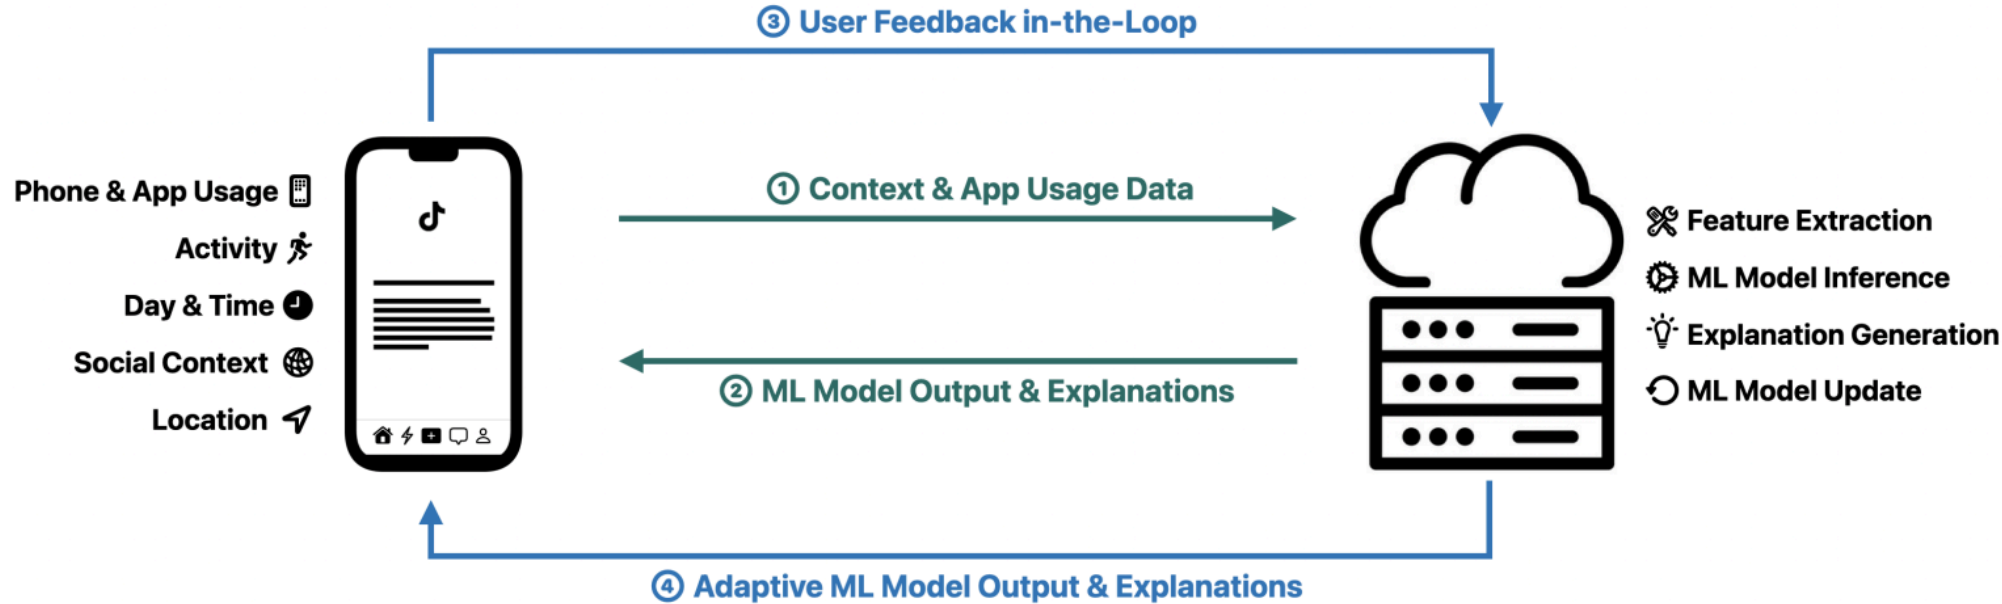 ③ User Feedback in-the-Loop
Phone & App Usage
Activity
Day & Time
Social Context
Location
① Context & App Usage Data
② ML Model Output & Explanations
Feature Extraction
ML Model Inference
Explanation Generation
ML Model Update
④ Adaptive ML Model Output & Explanations